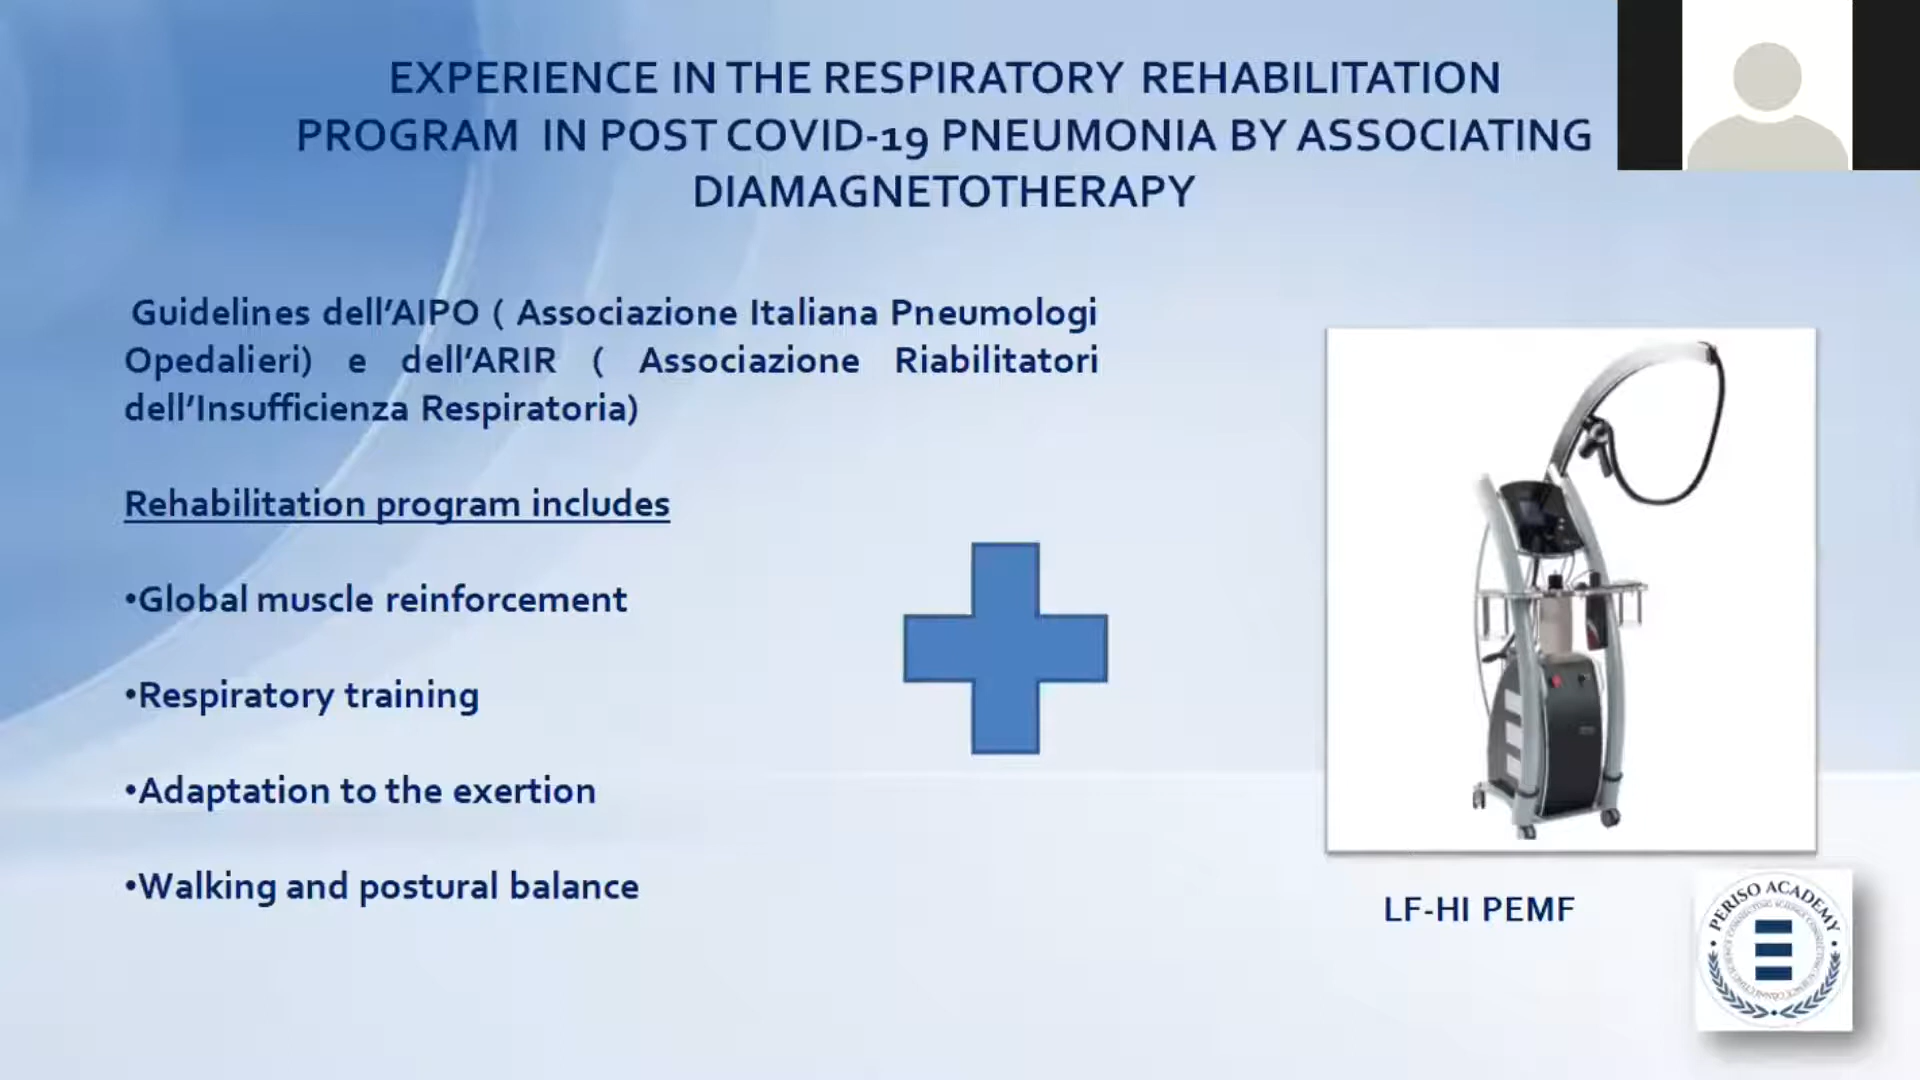 EXPERIENCE IN THE RESPIRATORY REHABILITATION
PROGRAM IN POST COVID-19 PNEUMONIA BY ASSOCIATING
DIAMAGNETOTHERAPY
Guidelines dell'AIPO ( Associazione Italiana Pneumologi
Opedalieri) e dell'ARIR ( Associazione Riabilitatori
dell'Insufficienza Respiratoria)
Rehabilitation program includes
•Global muscle reinforcement
•Respiratory training
•Adaptation to the exertion
•Walking and postural balance
LF-HI PEMF
• PERISO ACADEMY •